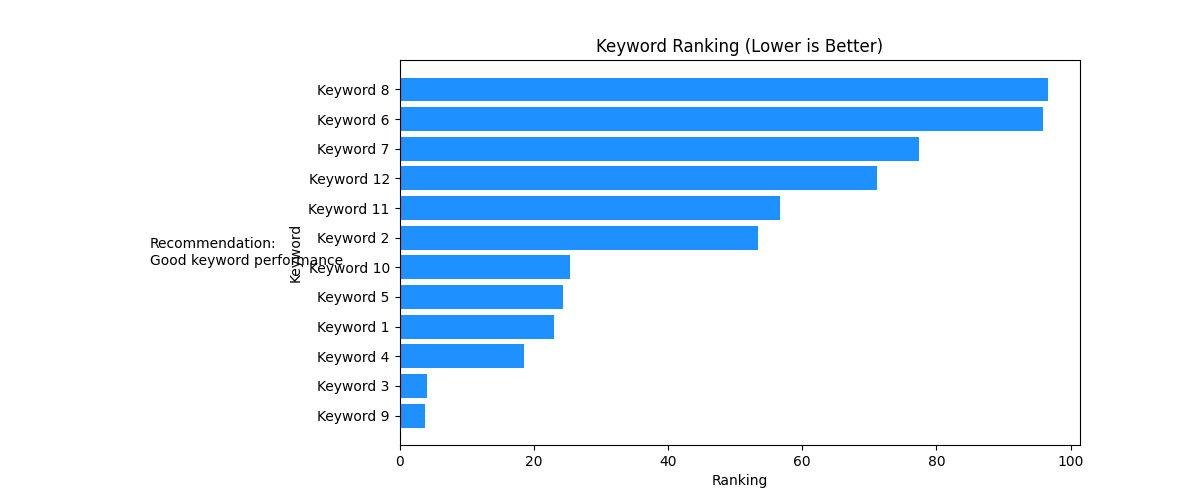 Keyword Ranking (Lower is Better)
Keyword 8
Keyword 6
Keyword 7
Keyword 12
Keyword 11
Keyword 2
Keyword 10
Keyword 5
Keyword 1
Keyword 4
Keyword 3
Keyword 9
Keyword
Recommendation:
Good keyword performance
0 20 40 60 80 100
Ranking